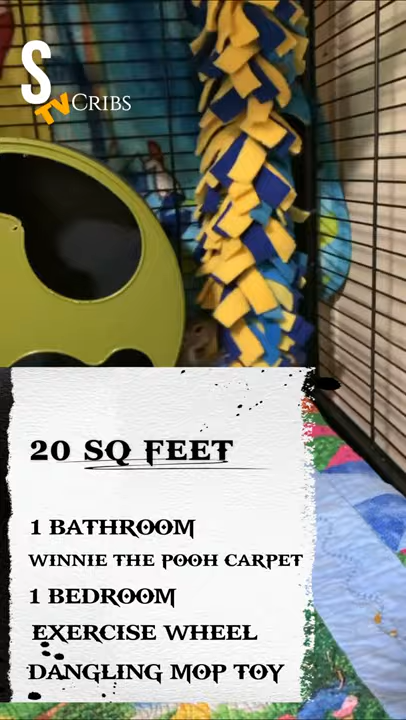 S
TV CRIBS
20 SQ FEET
1 BATHROOM
WINNIE THE POOH CARPET
1 BEDROOM
EXERCISE WHEEL
DANGLING MOP TOY